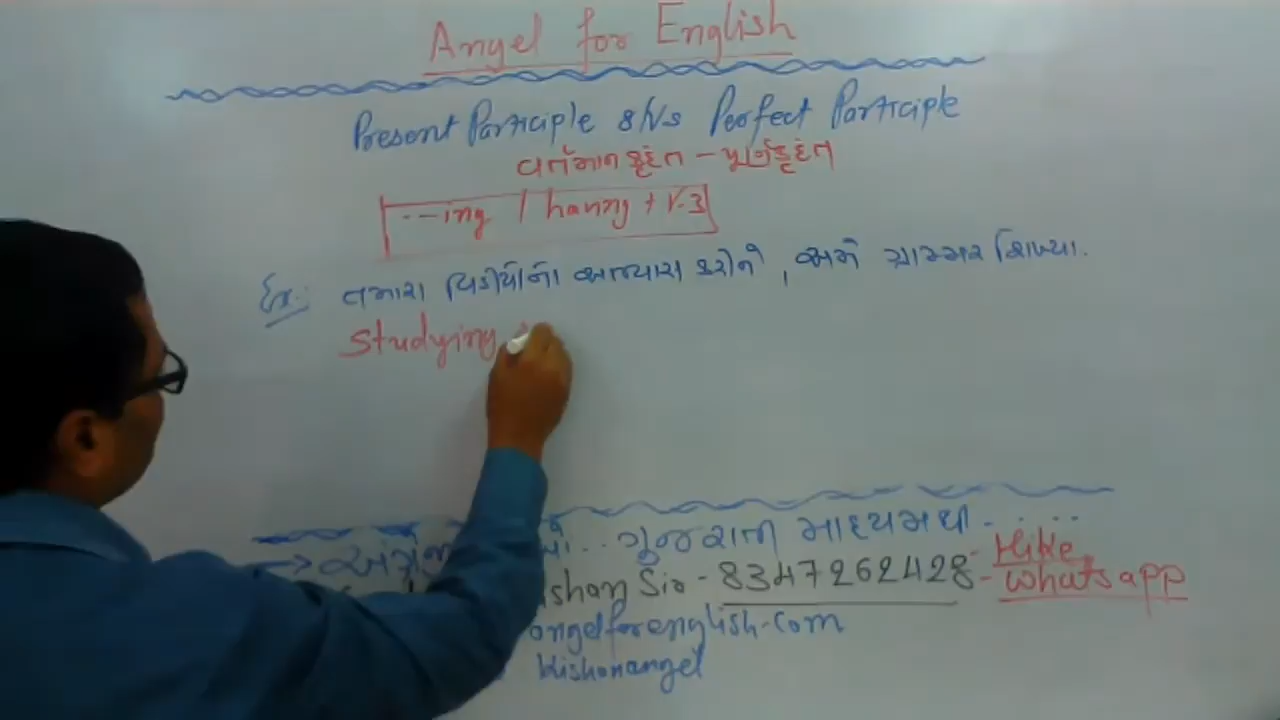 Angel for English
Present Participle &/Vs Perfect Participle
વર્તમાન કૃદંત - પૂર્ણકૃદંત
---ing / having + V.3
Ex: તમારા વિડીયોનો અભ્યાસ કરીને, અમે ગ્રામ્મર શિખ્યા.
Studying
→ ... ગુજરાતી માધ્યમથી - ....
ishan Sir - 8347262428 - Hike, whatsapp
angelforenglish.com
kishanangel